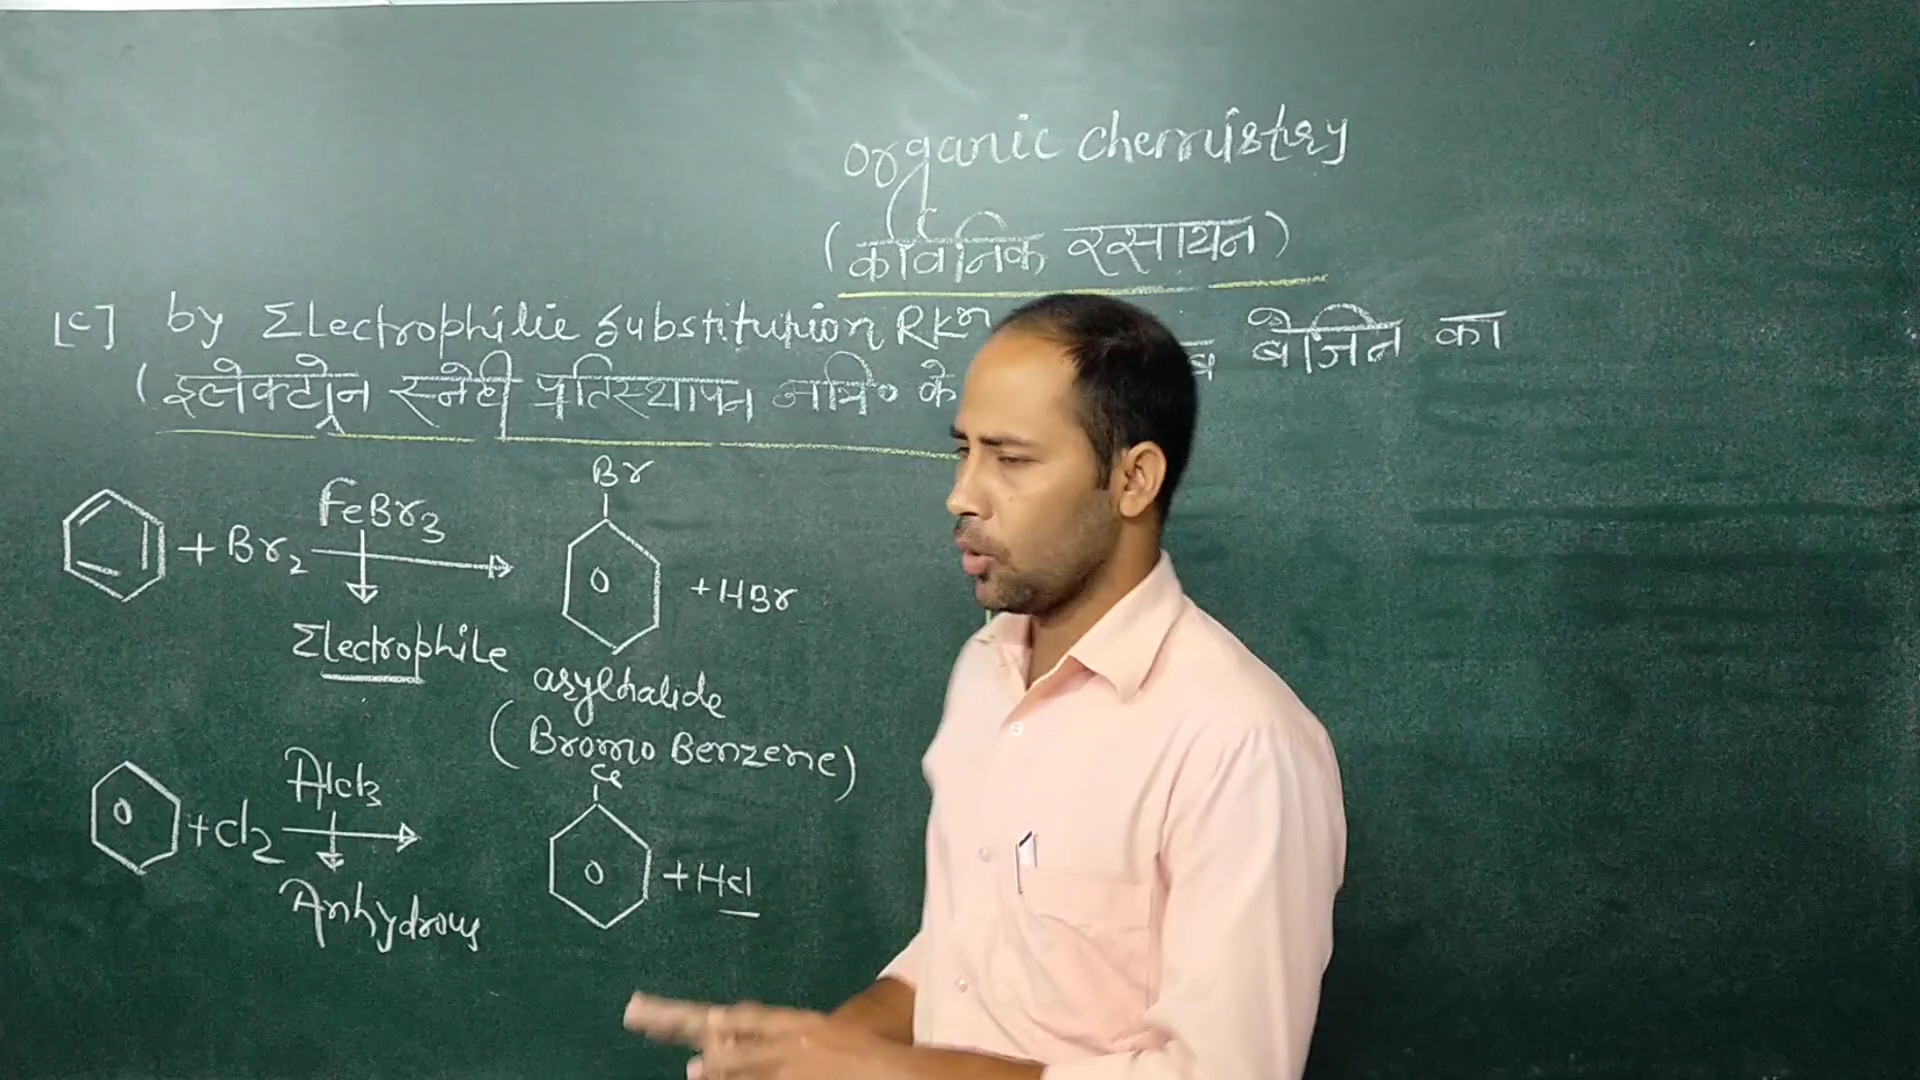 organic chemistry
(कार्बनिक रसायन)
[C] by Electrophilic Substitution Rkn बेंजिन का
(इलेक्ट्रोन स्नेही प्रतिस्थापन अभि० के
Br
FeBr3
+ Br2 + HBr
Electrophile
arylhalide
(Bromo Benzene)
Cl
Alcl3
+ cl2 + Hcl
Anhydrous